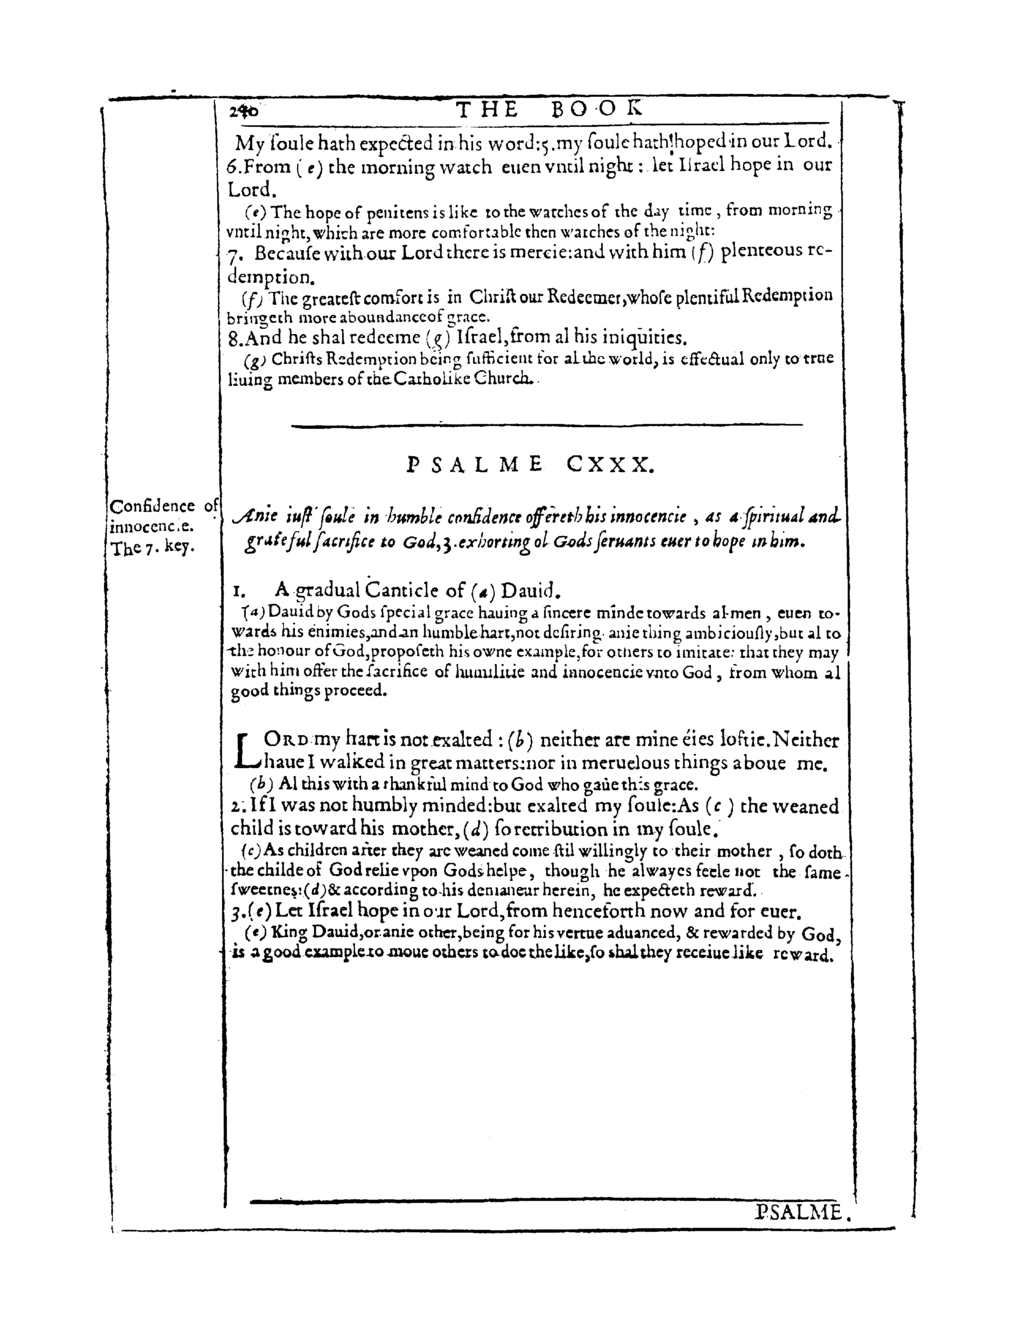 240 THE BOOK
My ſoule hath expected in his word:5.my ſoule hath hoped in our Lord.
6.From (e) the morning watch euen vntil night: let Iſrael hope in our
Lord.
(e) The hope of penitens is like to the watches of the day time, from morning
vntil night, which are more comfortable then watches of the night:
7. Becauſe with our Lord there is mercie:and with him (f) plenteous re-
demption.
(f) The greateſt comfort is in Chriſt our Redeemer,whoſe plentiful Redemption
bringeth more aboundance of grace.
8.And he shal redeeme (g) Iſrael,from al his iniquities.
(g) Chriſts Redemption being ſufficient for al the world, is effectual only to true
liuing members of the Catholike Church.
PSALME CXXX.
Confidence of
innocencie.
The 7. key.
Anie iuſt ſoule in humble confidence offereth his innocencie, as a ſpiritual and
grateful ſacrifice to God,3.exhorting ol Gods ſeruants euer to hope in him.
1. A gradual Canticle of (a) Dauid.
(a) Dauid by Gods ſpecial grace hauing a ſincere minde towards al men, euen to-
wards his enimies,and an humble hart,not deſiring anie thing ambiciouſly,but al to
the honour of God,propoſeth his owne example,for others to imitate: that they may
with him offer the ſacrifice of humilitie and innocencie vnto God, from whom al
good things proceed.
LORD my hart is not exalted: (b) neither are mine eies loftie.Neither
haue I walked in great matters:nor in meruelous things aboue me.
(b) Al this with a thankful mind to God who gaue this grace.
2. If I was not humbly minded:but exalted my ſoule:As (c) the weaned
child is toward his mother, (d) ſo retribution in my ſoule.
(c) As children after they are weaned come ſtil willingly to their mother, ſo doth
the childe of God relie vpon Gods helpe, though he alwayes feele not the ſame
ſweetnes:(d)& according to his demaneur herein, he expecteth reward.
3.(e) Let Iſrael hope in our Lord,from henceforth now and for euer.
(e) King Dauid,or anie other,being for his vertue aduanced, & rewarded by God,
is a good example to moue others to doe the like,ſo shal they receiue like reward.
PSALME.